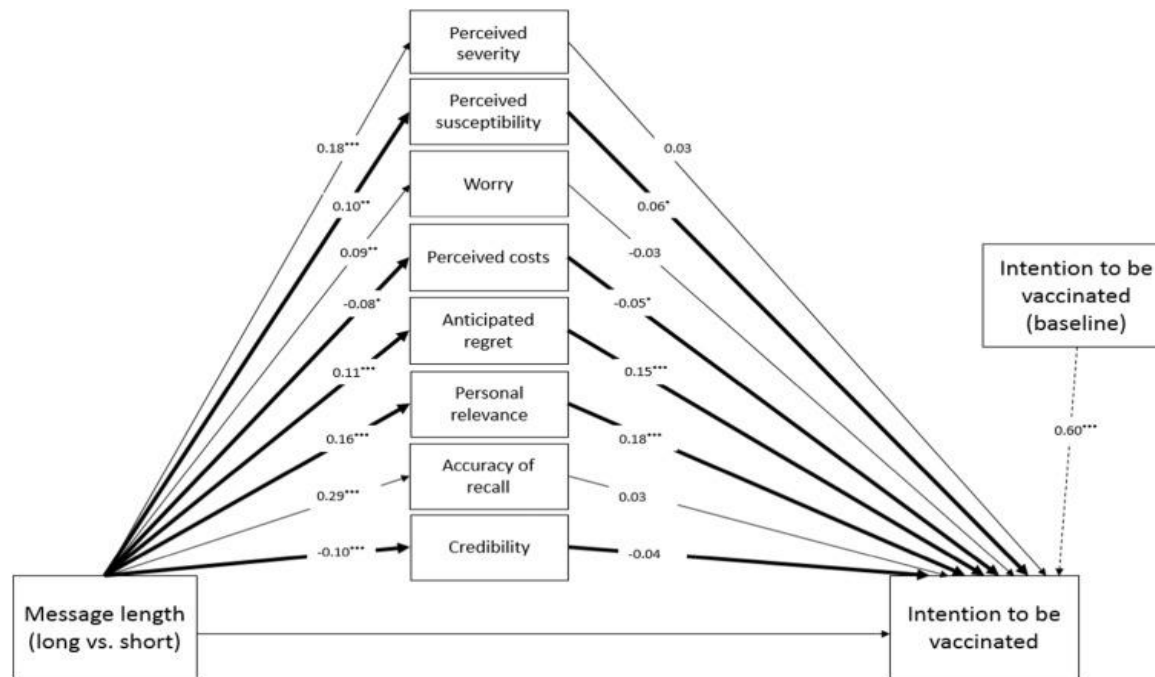 Perceived
severity
Perceived
susceptibility
0.18***
0.03
Worry
0.10**
0.06*
0.09**
-0.03
Perceived costs
Intention to be
vaccinated
(baseline)
-0.08*
-0.05*
Anticipated
regret
0.11***
0.15***
Personal
relevance
0.16***
0.18***
0.60***
Accuracy of
recall
0.29***
0.03
Credibility
-0.10***
-0.04
Message length
(long vs. short)
Intention to be
vaccinated